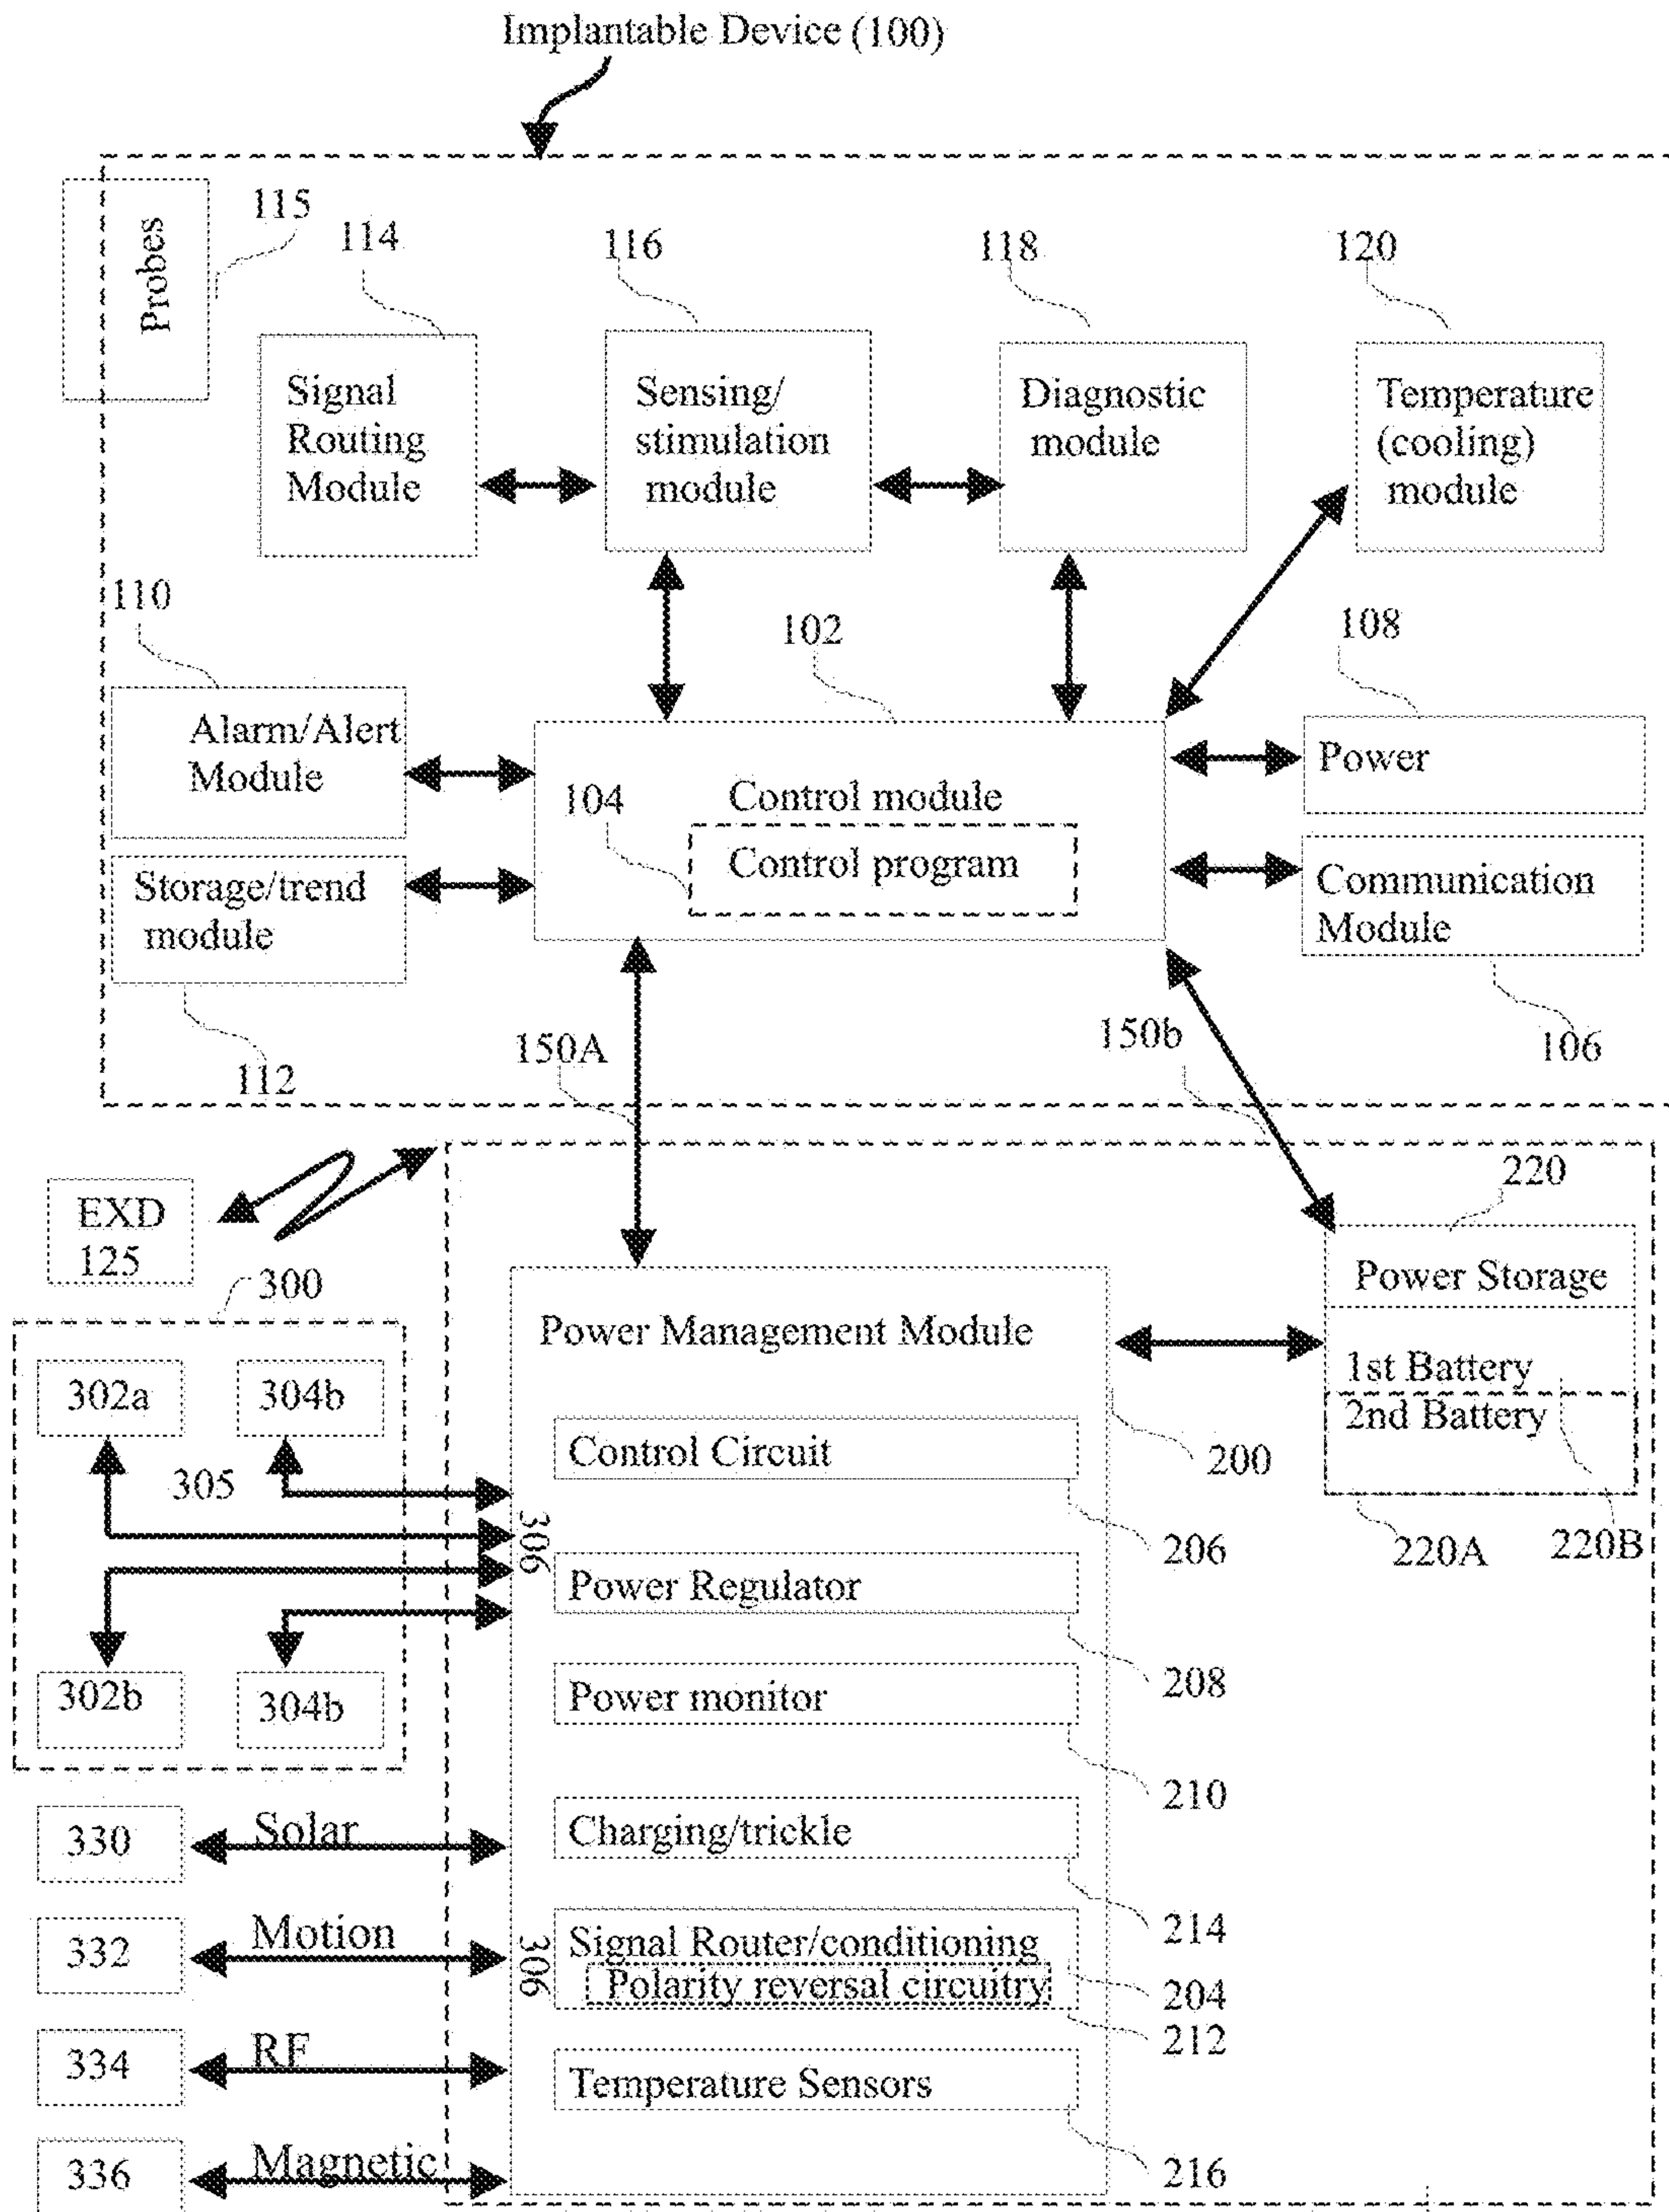 Implantable Device (100)
115
114
116
118
120
Probes
Signal
Routing
Module
Sensing/
stimulation
module
Diagnostic
module
Temperature
(cooling)
module
110
102
108
Alarm/Alert
Module
104
Control module
Control program
Power
Storage/trend
module
Communication
Module
112
150A
150b
106
EXD
125
220
Power Storage
1st Battery
2nd Battery
220A
220B
300
302a
304b
305
302b
304b
Power Management Module
200
Control Circuit
206
306
Power Regulator
208
Power monitor
210
Charging/trickle
214
306
Signal Router/conditioning
Polarity reversal circuitry
204
212
Temperature Sensors
216
330
Solar
332
Motion
334
RF
336
Magnetic